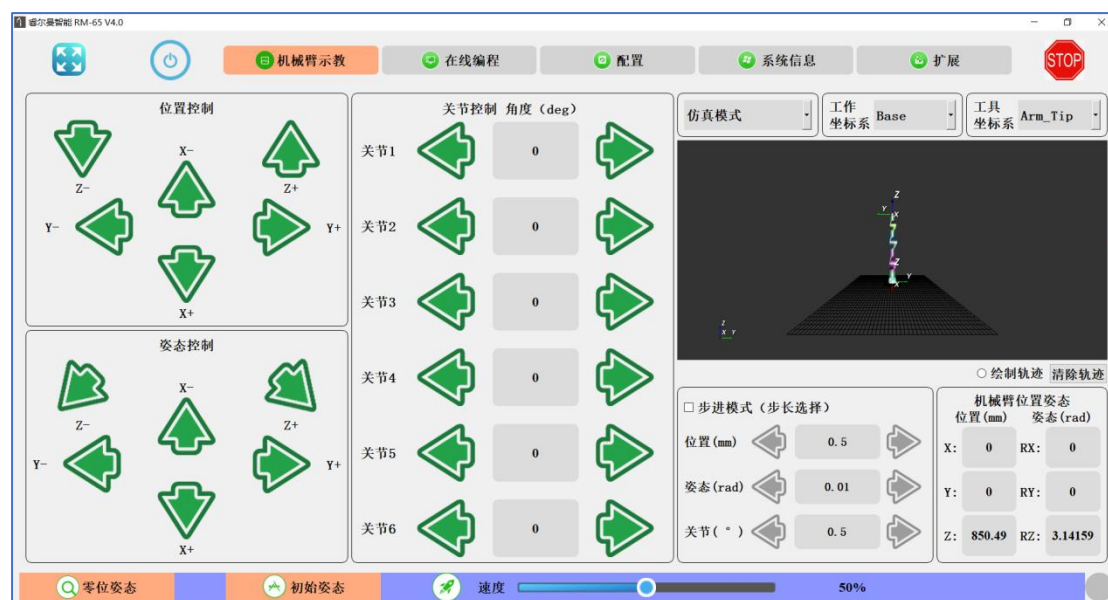 睿尔曼智能 RM-65 V4.0
机械臂示教 在线编程 配置 系统信息 扩展 STOP
位置控制
Z- X- Z+
Y- Y+
X+
姿态控制
Z- X- Z+
Y- Y+
X+
关节控制 角度（deg）
关节1 0
关节2 0
关节3 0
关节4 0
关节5 0
关节6 0
仿真模式 工作坐标系 Base 工具坐标系 Arm_Tip
Z
Y X
Z
Y
X
Z
X Y
绘制轨迹 清除轨迹
步进模式（步长选择）
位置(mm) 0.5
姿态(rad) 0.01
关节(°) 0.5
机械臂位置姿态
位置(mm) 姿态(rad)
X: 0 RX: 0
Y: 0 RY: 0
Z: 850.49 RZ: 3.14159
零位姿态 初始姿态 速度 50%